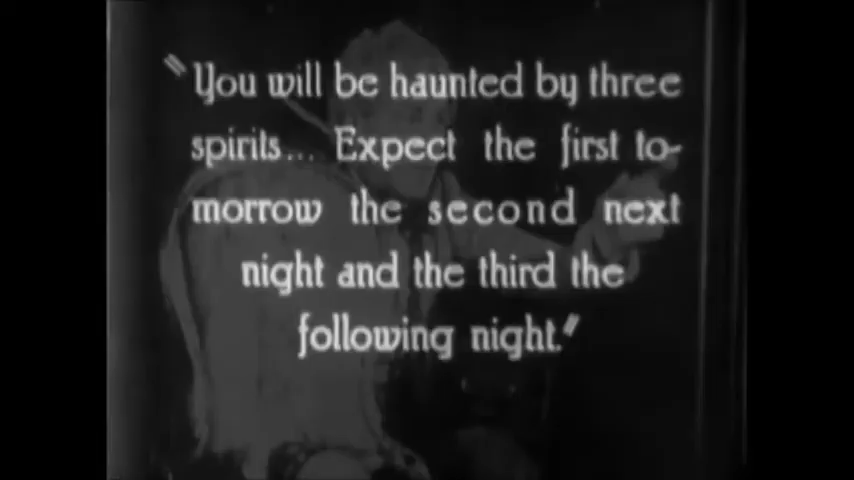 "You will be haunted by three
spirits... Expect the first to-
morrow the second next
night and the third the
following night."